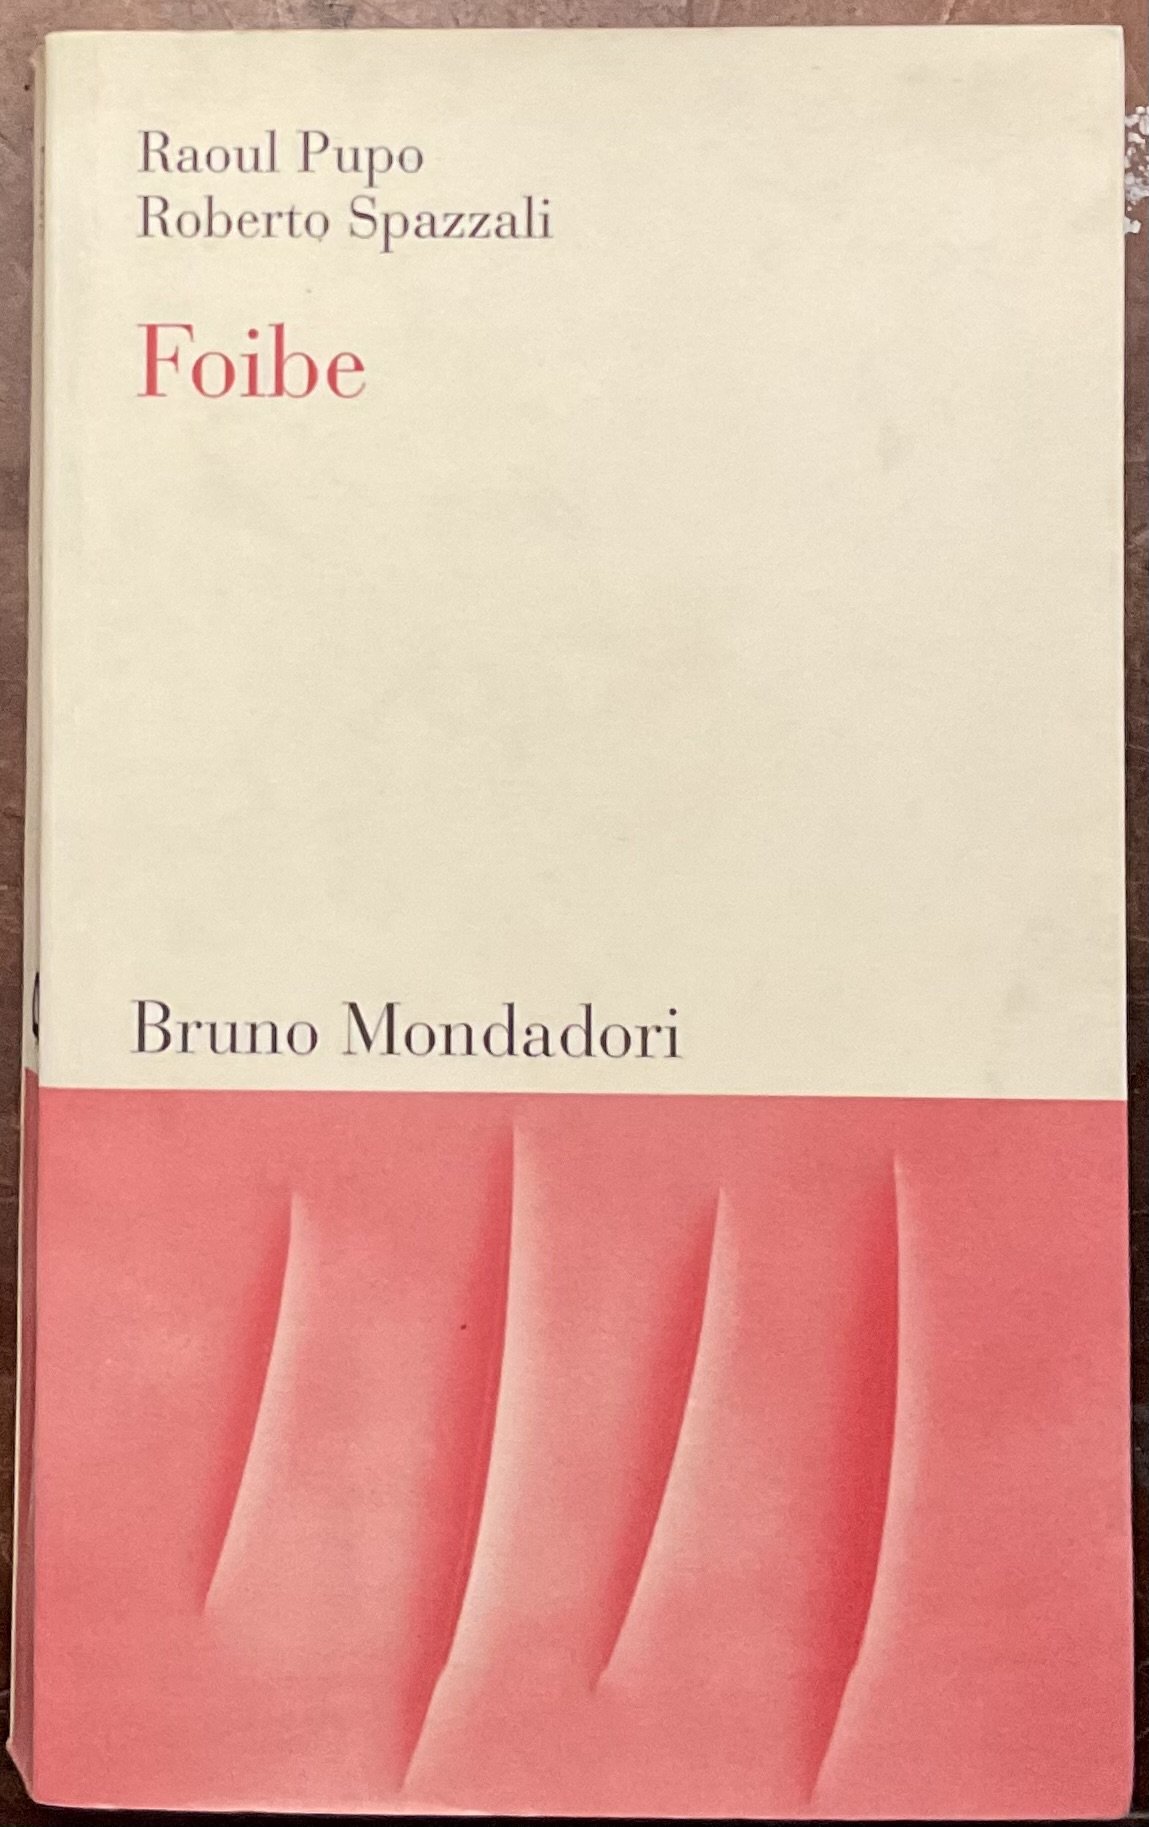 Raoul Pupo
Roberto Spazzali
Foibe
Bruno Mondadori